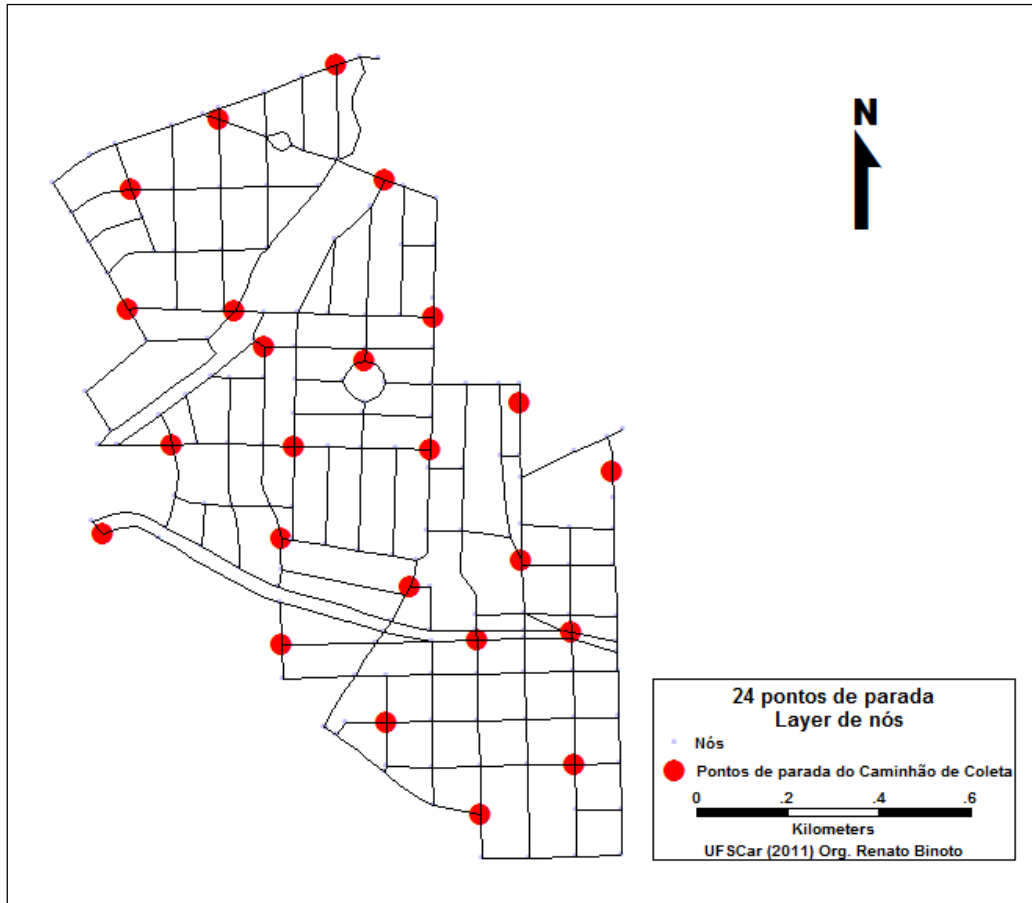 N
24 pontos de parada
Layer de nós
Nós
Pontos de parada do Caminhão de Coleta
0 .2 .4 .6
Kilometers
UFSCar (2011) Org. Renato Binoto